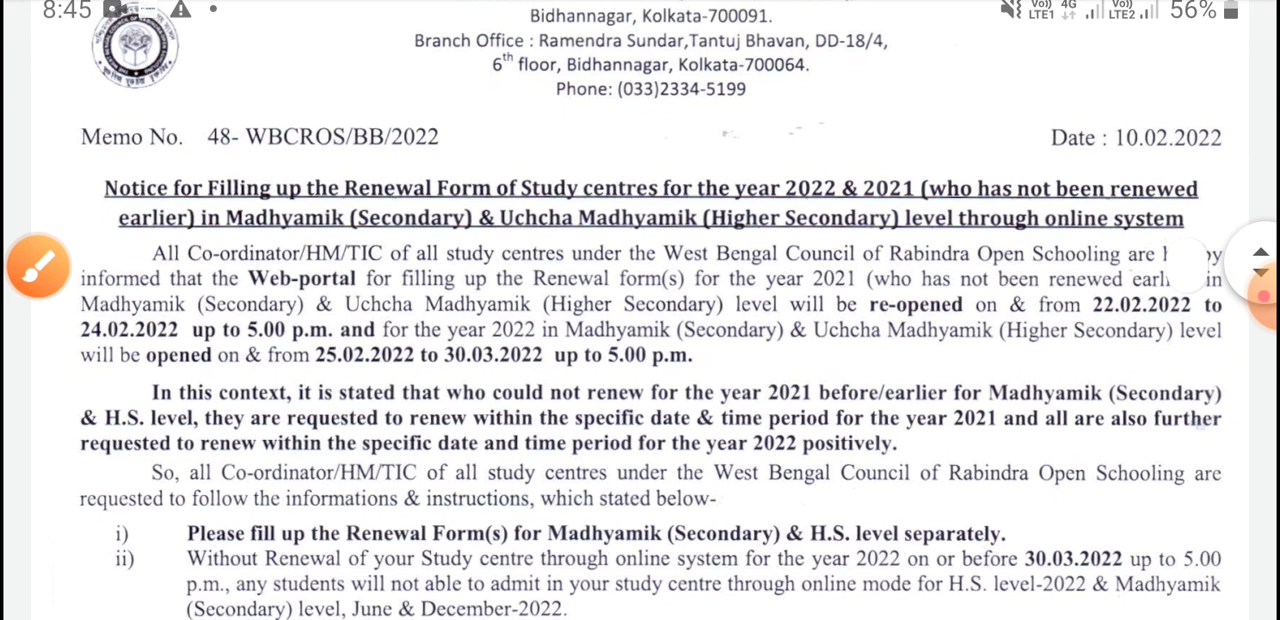 8:45
Vo)) 4G Vo))
LTE1 LTE2 56%
Bidhannagar, Kolkata-700091.
Branch Office : Ramendra Sundar,Tantuj Bhavan, DD-18/4,
6th floor, Bidhannagar, Kolkata-700064.
Phone: (033)2334-5199
Memo No. 48- WBCROS/BB/2022 Date : 10.02.2022
Notice for Filling up the Renewal Form of Study centres for the year 2022 & 2021 (who has not been renewed
earlier) in Madhyamik (Secondary) & Uchcha Madhyamik (Higher Secondary) level through online system
All Co-ordinator/HM/TIC of all study centres under the West Bengal Council of Rabindra Open Schooling are
informed that the Web-portal for filling up the Renewal form(s) for the year 2021 (who has not been renewed in
Madhyamik (Secondary) & Uchcha Madhyamik (Higher Secondary) level will be re-opened on & from 22.02.2022 to
24.02.2022 up to 5.00 p.m. and for the year 2022 in Madhyamik (Secondary) & Uchcha Madhyamik (Higher Secondary) level
will be opened on & from 25.02.2022 to 30.03.2022 up to 5.00 p.m.
In this context, it is stated that who could not renew for the year 2021 before/earlier for Madhyamik (Secondary)
& H.S. level, they are requested to renew within the specific date & time period for the year 2021 and all are also further
requested to renew within the specific date and time period for the year 2022 positively.
So, all Co-ordinator/HM/TIC of all study centres under the West Bengal Council of Rabindra Open Schooling are
requested to follow the informations & instructions, which stated below-
i) Please fill up the Renewal Form(s) for Madhyamik (Secondary) & H.S. level separately.
ii) Without Renewal of your Study centre through online system for the year 2022 on or before 30.03.2022 up to 5.00
p.m., any students will not able to admit in your study centre through online mode for H.S. level-2022 & Madhyamik
(Secondary) level, June & December-2022.